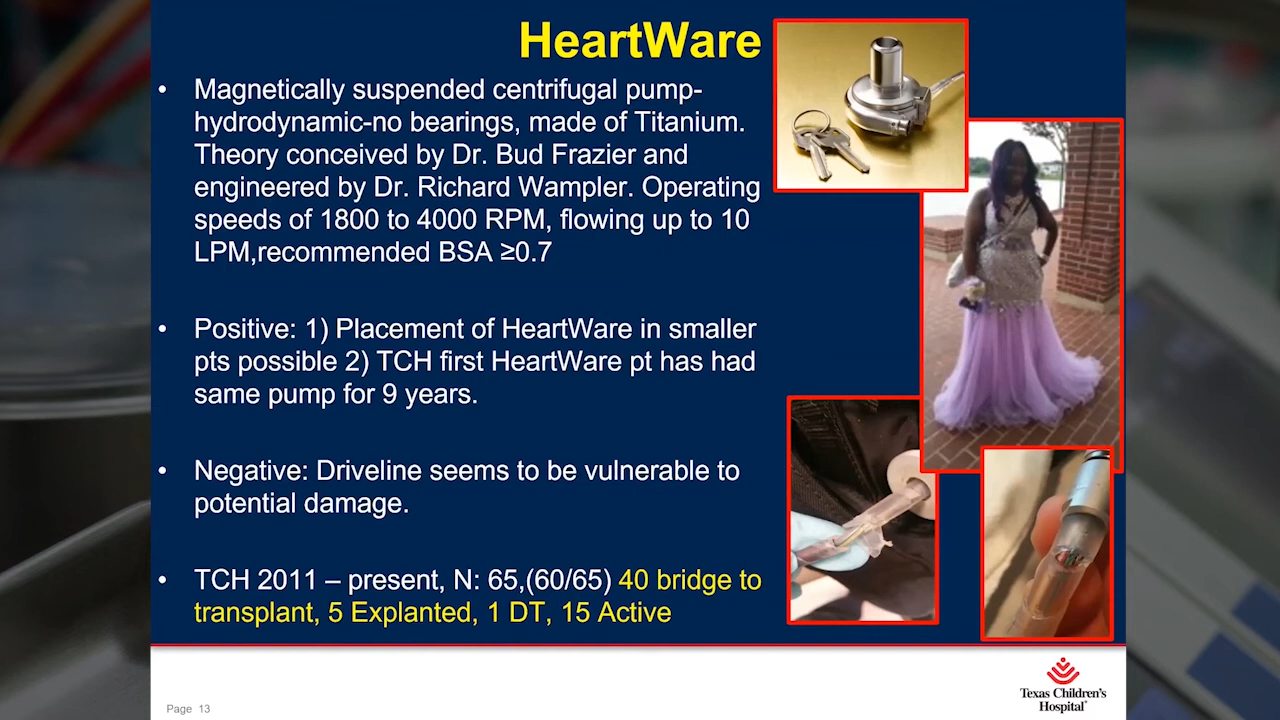 HeartWare
• Magnetically suspended centrifugal pump-
hydrodynamic-no bearings, made of Titanium.
Theory conceived by Dr. Bud Frazier and
engineered by Dr. Richard Wampler. Operating
speeds of 1800 to 4000 RPM, flowing up to 10
LPM,recommended BSA ≥0.7
• Positive: 1) Placement of HeartWare in smaller
pts possible 2) TCH first HeartWare pt has had
same pump for 9 years.
• Negative: Driveline seems to be vulnerable to
potential damage.
• TCH 2011 – present, N: 65,(60/65) 40 bridge to
transplant, 5 Explanted, 1 DT, 15 Active
Page 13
Texas Children's
Hospital®